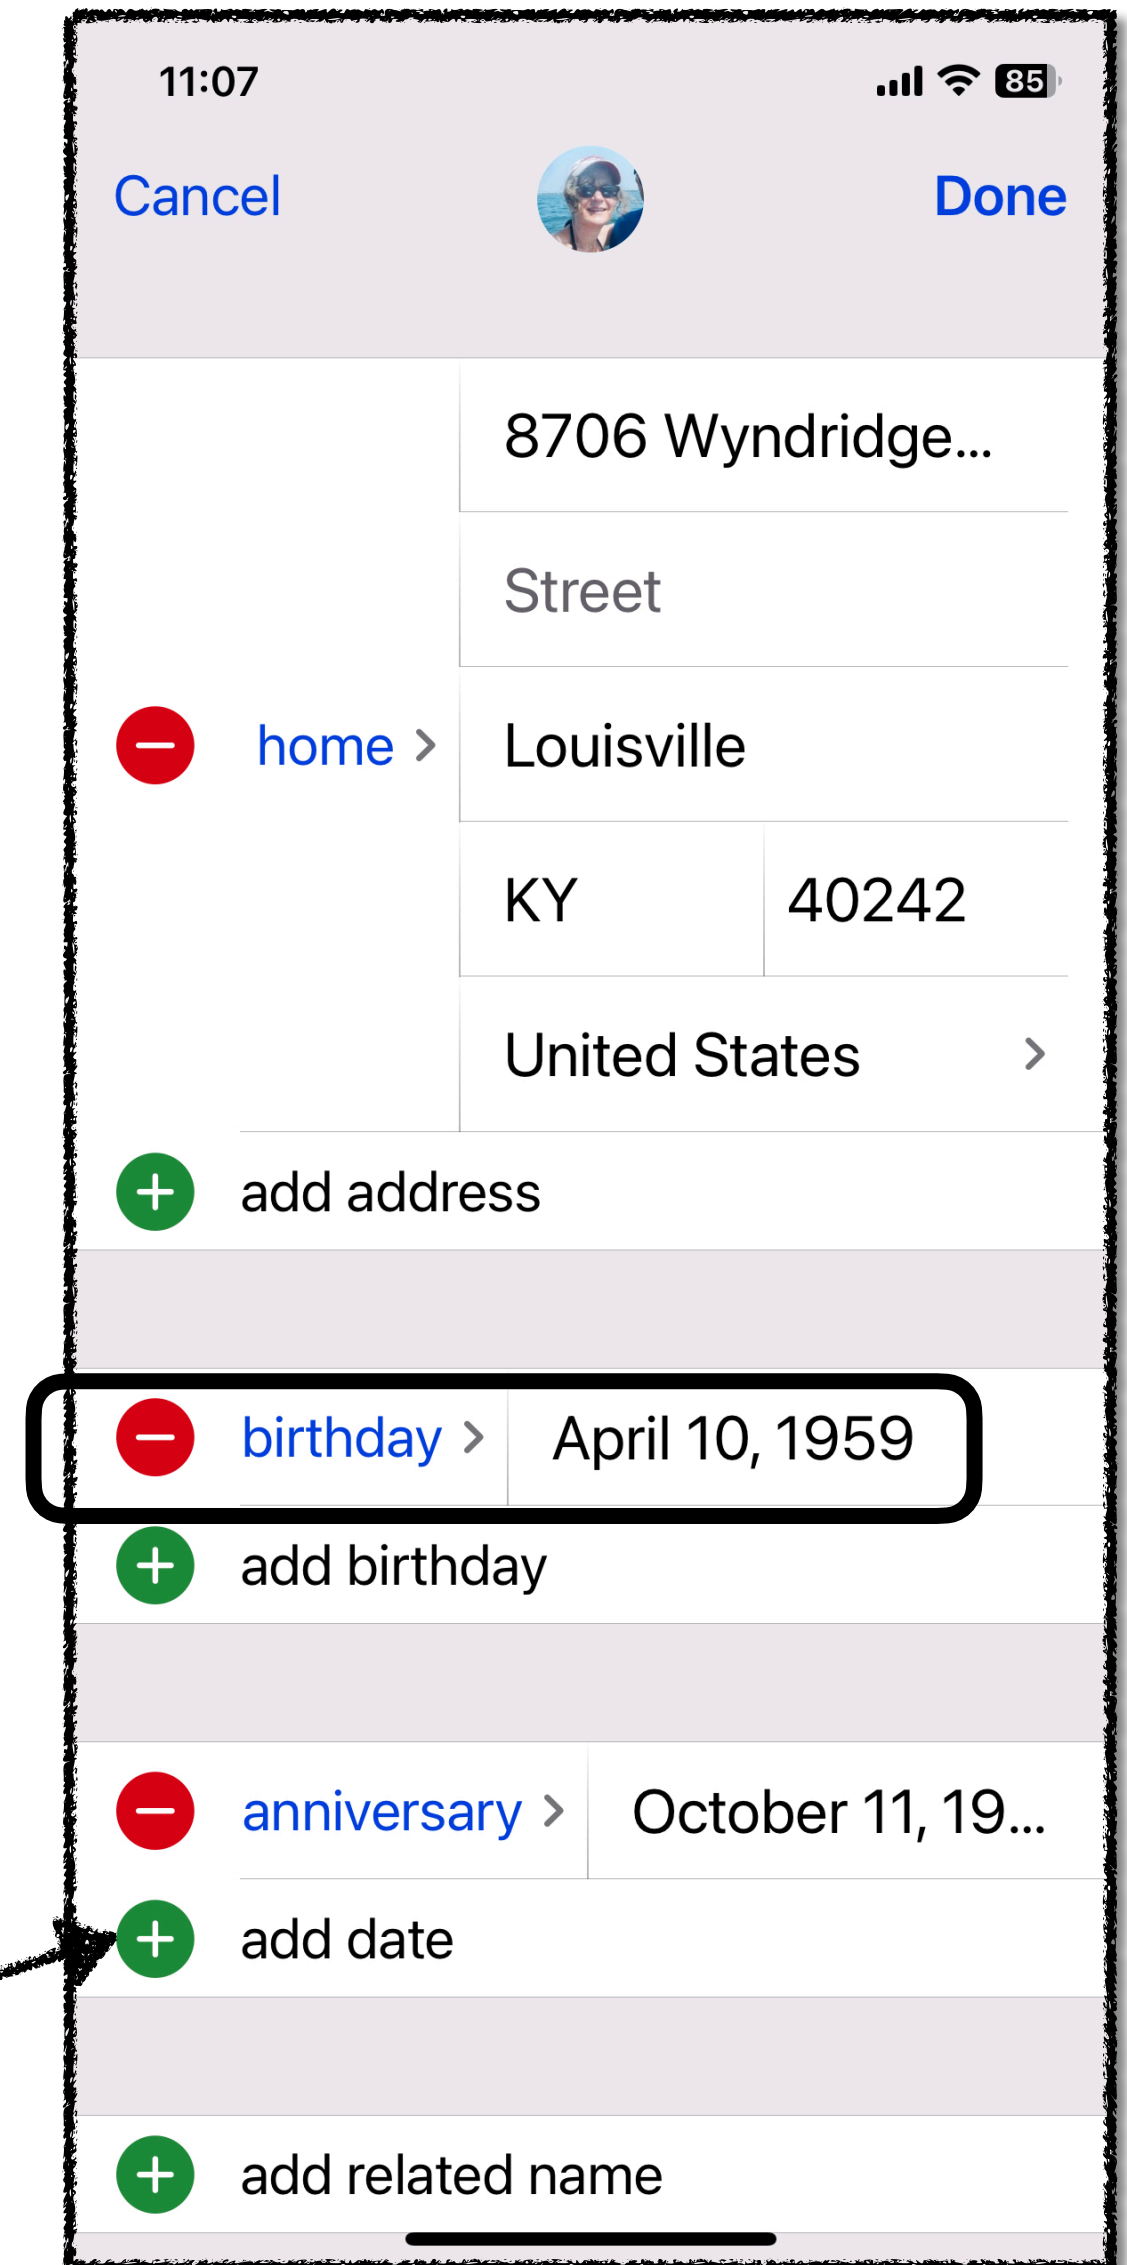 11:07 85
Cancel Done
8706 Wyndridge...
Street
home Louisville
KY 40242
United States
add address
birthday April 10, 1959
add birthday
anniversary October 11, 19...
add date
add related name